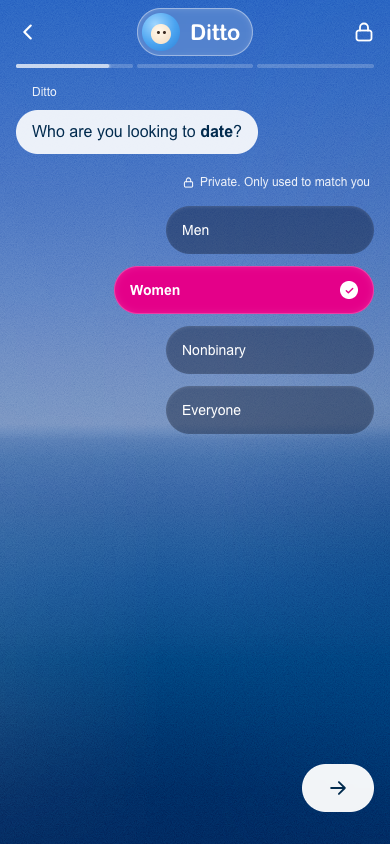 Ditto
Ditto
Who are you looking to date?
Private. Only used to match you
Men
Women
Nonbinary
Everyone